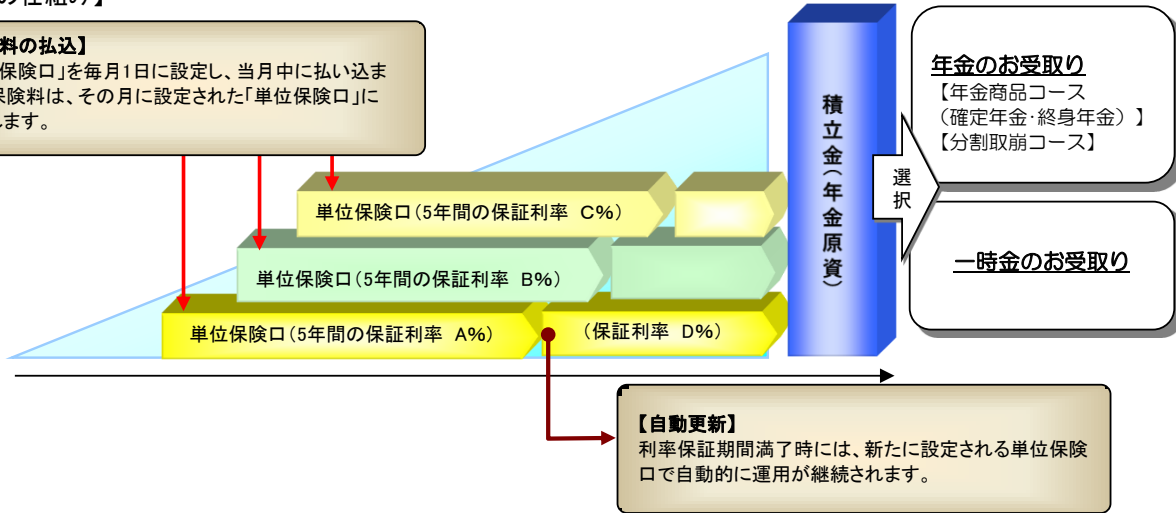 の仕組み】
料の払込】
保険口」を毎月1日に設定し、当月中に払い込ま
保険料は、その月に設定された「単位保険口」に
ます。
単位保険口(5年間の保証利率 C%)
単位保険口(5年間の保証利率 B%)
単位保険口(5年間の保証利率 A%)
(保証利率 D%)
積立金(年金原資)
選択
年金のお受取り
【年金商品コース
(確定年金・終身年金)】
【分割取崩コース】
一時金のお受取り
【自動更新】
利率保証期間満了時には、新たに設定される単位保険
口で自動的に運用が継続されます。